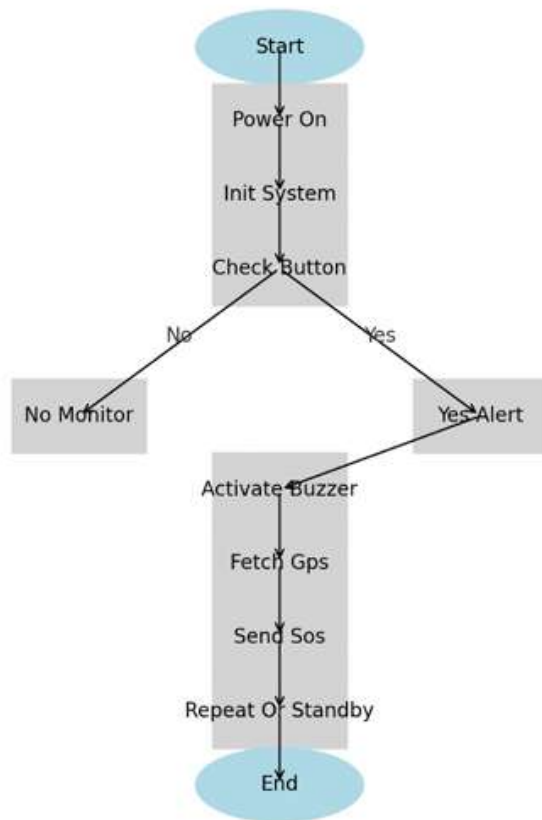 Start
Power On
Init System
Check Button
No
Yes
No Monitor
Yes Alert
Activate Buzzer
Fetch Gps
Send Sos
Repeat Or Standby
End